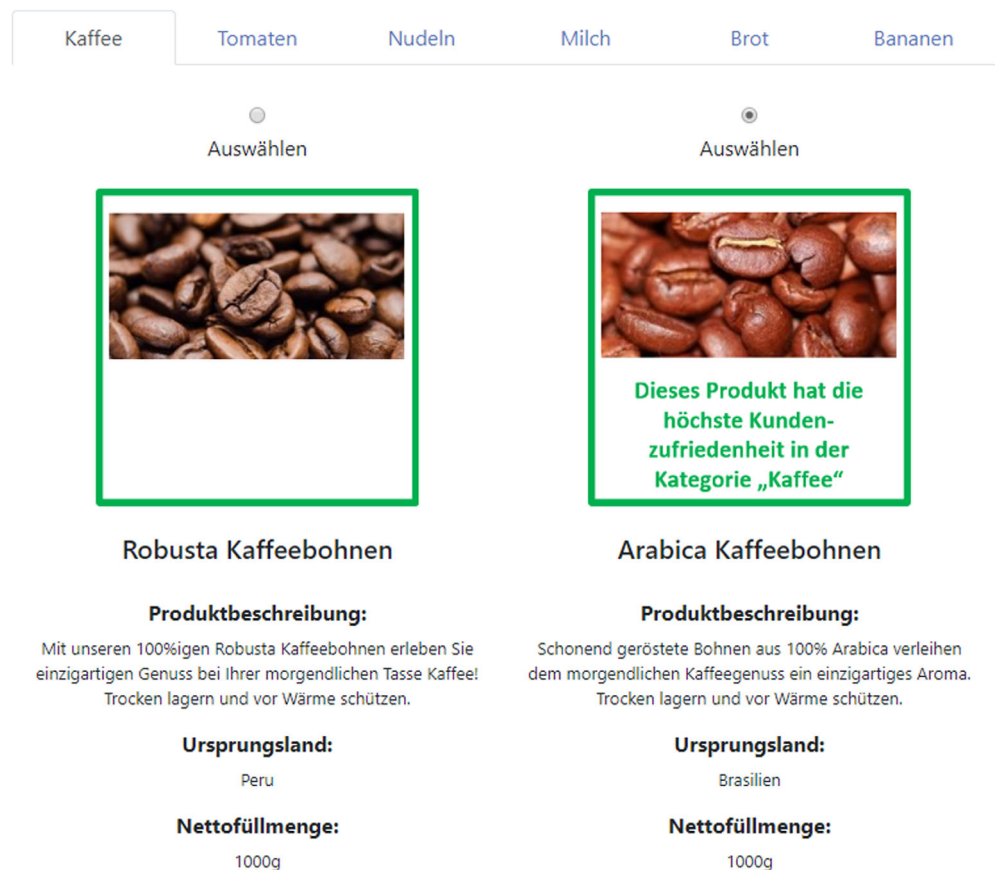 Kaffee Tomaten Nudeln Milch Brot Bananen
Auswählen
Robusta Kaffeebohnen
Produktbeschreibung:
Mit unseren 100%igen Robusta Kaffeebohnen erleben Sie
einzigartigen Genuss bei Ihrer morgendlichen Tasse Kaffee!
Trocken lagern und vor Wärme schützen.
Ursprungsland:
Peru
Nettofüllmenge:
1000g
Auswählen
Dieses Produkt hat die
höchste Kunden-
zufriedenheit in der
Kategorie „Kaffee“
Arabica Kaffeebohnen
Produktbeschreibung:
Schonend geröstete Bohnen aus 100% Arabica verleihen
dem morgendlichen Kaffeegenuss ein einzigartiges Aroma.
Trocken lagern und vor Wärme schützen.
Ursprungsland:
Brasilien
Nettofüllmenge:
1000g